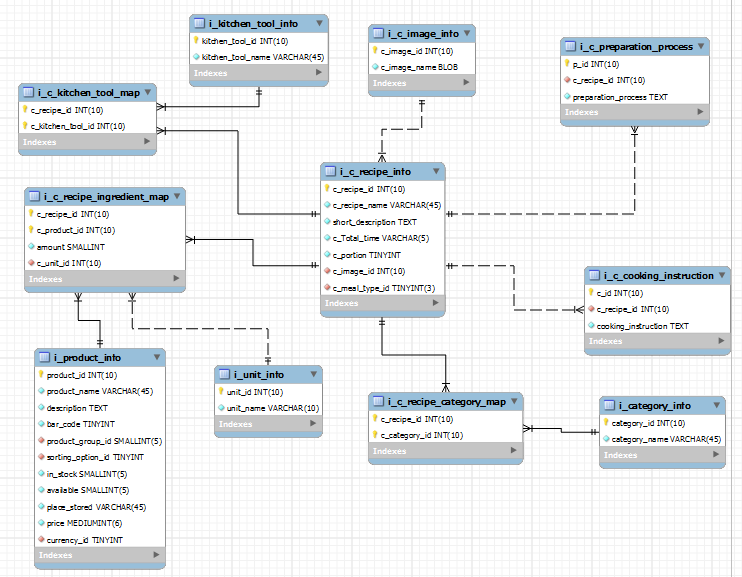 i_kitchen_tool_info
kitchen_tool_id INT(10)
kitchen_tool_name VARCHAR(45)
Indexes
i_c_image_info
c_image_id INT(10)
c_image_name BLOB
Indexes
i_c_preparation_process
p_id INT(10)
c_recipe_id INT(10)
preparation_process TEXT
Indexes
i_c_kitchen_tool_map
c_recipe_id INT(10)
c_kitchen_tool_id INT(10)
Indexes
i_c_recipe_info
c_recipe_id INT(10)
c_recipe_name VARCHAR(45)
short_description TEXT
c_Total_time VARCHAR(5)
c_portion TINYINT
c_image_id INT(10)
c_meal_type_id TINYINT(3)
Indexes
i_c_recipe_ingredient_map
c_recipe_id INT(10)
c_product_id INT(10)
amount SMALLINT
c_unit_id INT(10)
Indexes
i_c_cooking_instruction
c_id INT(10)
c_recipe_id INT(10)
cooking_instruction TEXT
Indexes
i_product_info
product_id INT(10)
product_name VARCHAR(45)
description TEXT
bar_code TINYINT
product_group_id SMALLINT(5)
sorting_option_id TINYINT
in_stock SMALLINT(5)
available SMALLINT(5)
place_stored VARCHAR(45)
price MEDIUMINT(6)
currency_id TINYINT
Indexes
i_unit_info
unit_id INT(10)
unit_name VARCHAR(10)
Indexes
i_c_recipe_category_map
c_recipe_id INT(10)
c_category_id INT(10)
Indexes
i_category_info
category_id INT(10)
category_name VARCHAR(45)
Indexes